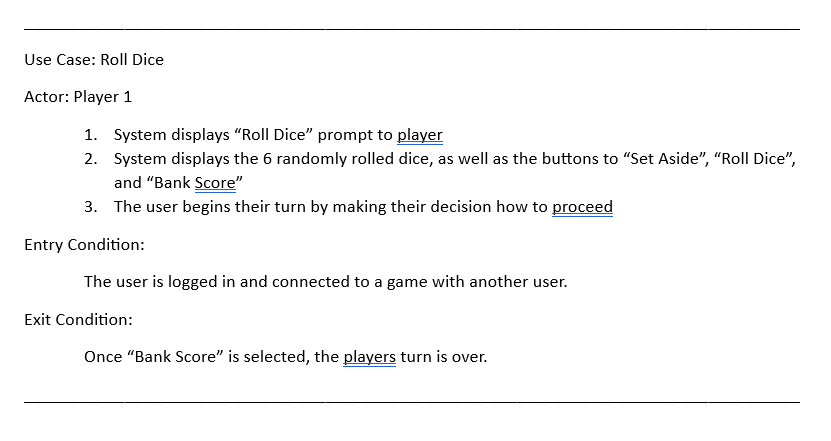 Use Case: Roll Dice
Actor: Player 1
1. System displays “Roll Dice” prompt to player
2. System displays the 6 randomly rolled dice, as well as the buttons to “Set Aside”, “Roll Dice”,
and “Bank Score”
3. The user begins their turn by making their decision how to proceed
Entry Condition:
The user is logged in and connected to a game with another user.
Exit Condition:
Once “Bank Score” is selected, the players turn is over.